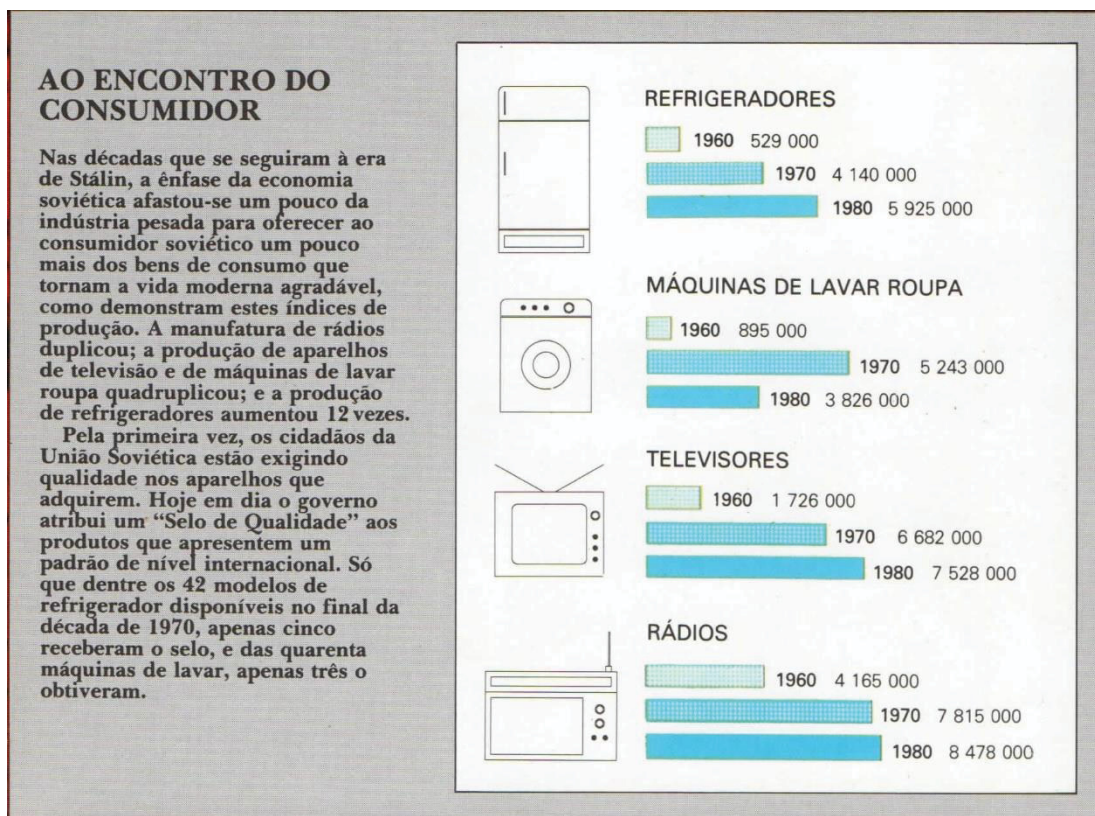 AO ENCONTRO DO
CONSUMIDOR
Nas décadas que se seguiram à era
de Stálin, a ênfase da economia
soviética afastou-se um pouco da
indústria pesada para oferecer ao
consumidor soviético um pouco
mais dos bens de consumo que
tornam a vida moderna agradável,
como demonstram estes índices de
produção. A manufatura de rádios
duplicou; a produção de aparelhos
de televisão e de máquinas de lavar
roupa quadruplicou; e a produção
de refrigeradores aumentou 12 vezes.
Pela primeira vez, os cidadãos da
União Soviética estão exigindo
qualidade nos aparelhos que
adquirem. Hoje em dia o governo
atribui um “Selo de Qualidade” aos
produtos que apresentem um
padrão de nível internacional. Só
que dentre os 42 modelos de
refrigerador disponíveis no final da
década de 1970, apenas cinco
receberam o selo, e das quarenta
máquinas de lavar, apenas três o
obtiveram.
REFRIGERADORES
1960 529 000
1970 4 140 000
1980 5 925 000
MÁQUINAS DE LAVAR ROUPA
1960 895 000
1970 5 243 000
1980 3 826 000
TELEVISORES
1960 1 726 000
1970 6 682 000
1980 7 528 000
RÁDIOS
1960 4 165 000
1970 7 815 000
1980 8 478 000